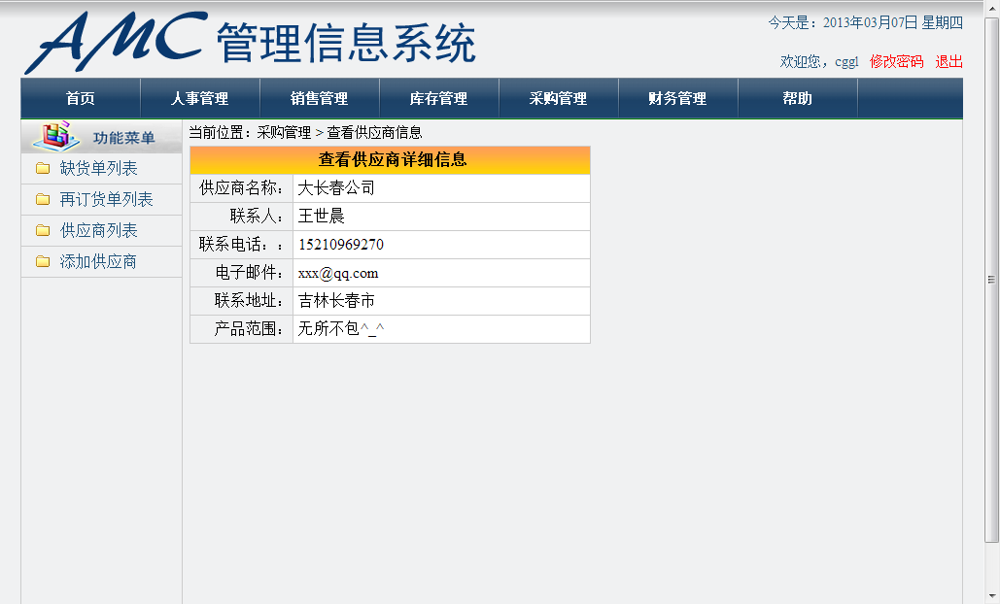 AMC 管理信息系统
今天是：2013年03月07日 星期四
欢迎您，cggl 修改密码 退出
首页 人事管理 销售管理 库存管理 采购管理 财务管理 帮助
功能菜单
缺货单列表
再订货单列表
供应商列表
添加供应商
当前位置：采购管理 > 查看供应商信息
查看供应商详细信息
供应商名称： 大长春公司
联系人： 王世晨
联系电话：： 15210969270
电子邮件： xxx@qq.com
联系地址： 吉林长春市
产品范围： 无所不包^_^